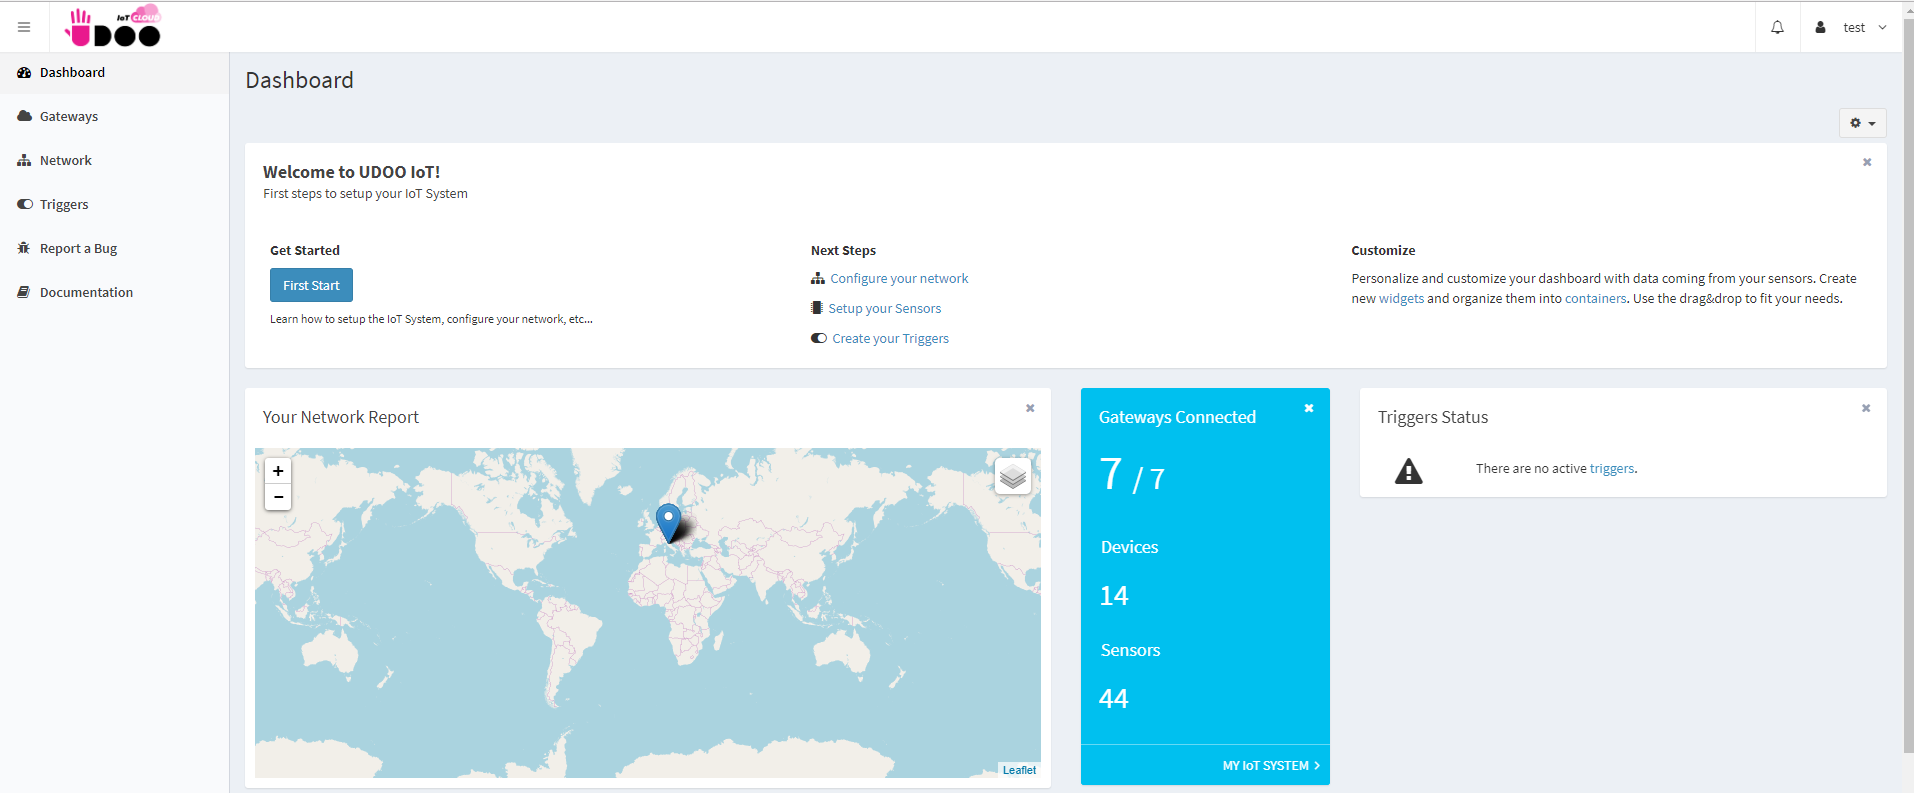 IoT CLOUD
UDOO
test
Dashboard
Gateways
Network
Triggers
Report a Bug
Documentation
Dashboard
Welcome to UDOO IoT!
First steps to setup your IoT System
Get Started
First Start
Learn how to setup the IoT System, configure your network, etc...
Next Steps
Configure your network
Setup your Sensors
Create your Triggers
Customize
Personalize and customize your dashboard with data coming from your sensors. Create
new widgets and organize them into containers. Use the drag&drop to fit your needs.
Your Network Report
+
−
Leaflet
Gateways Connected
7 / 7
Devices
14
Sensors
44
MY IoT SYSTEM
Triggers Status
There are no active triggers.